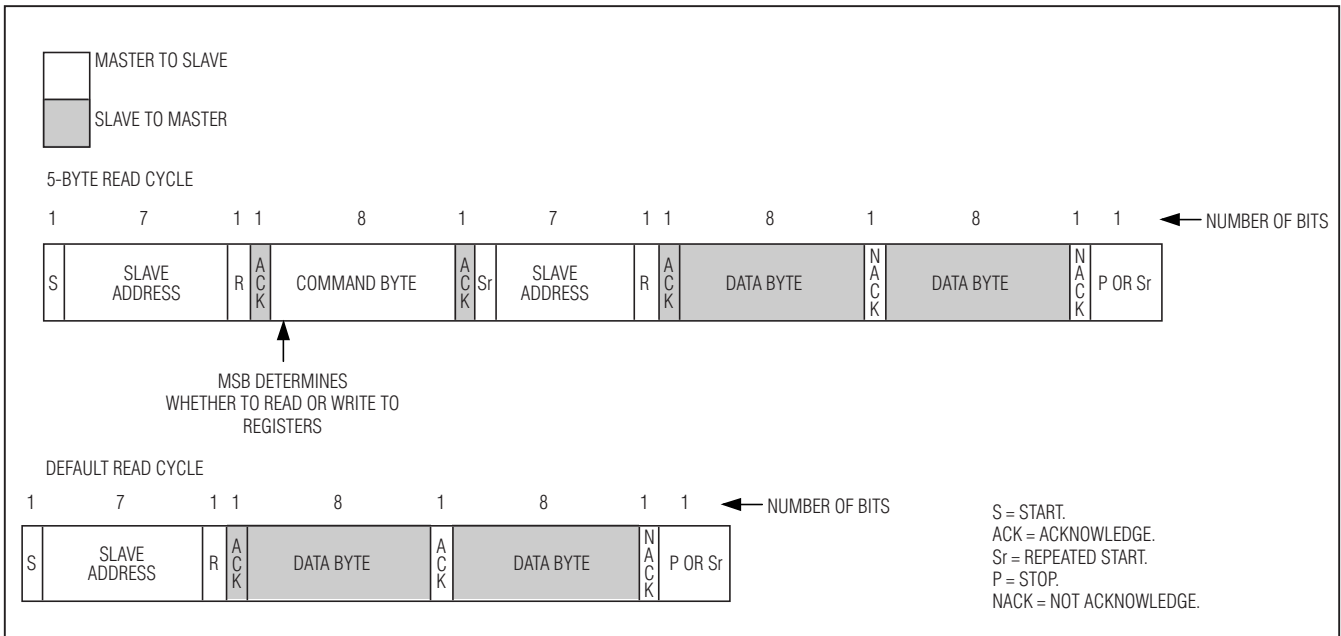 MASTER TO SLAVE
SLAVE TO MASTER
5-BYTE READ CYCLE
1 7 1 1 8 1 7 1 1 8 1 8 1 1 NUMBER OF BITS
S SLAVE ADDRESS R ACK COMMAND BYTE ACK Sr SLAVE ADDRESS R ACK DATA BYTE NACK DATA BYTE NACK P OR Sr
MSB DETERMINES
WHETHER TO READ OR WRITE TO
REGISTERS
DEFAULT READ CYCLE
1 7 1 1 8 1 8 1 1 NUMBER OF BITS
S SLAVE ADDRESS R ACK DATA BYTE ACK DATA BYTE NACK P OR Sr
S = START.
ACK = ACKNOWLEDGE.
Sr = REPEATED START.
P = STOP.
NACK = NOT ACKNOWLEDGE.